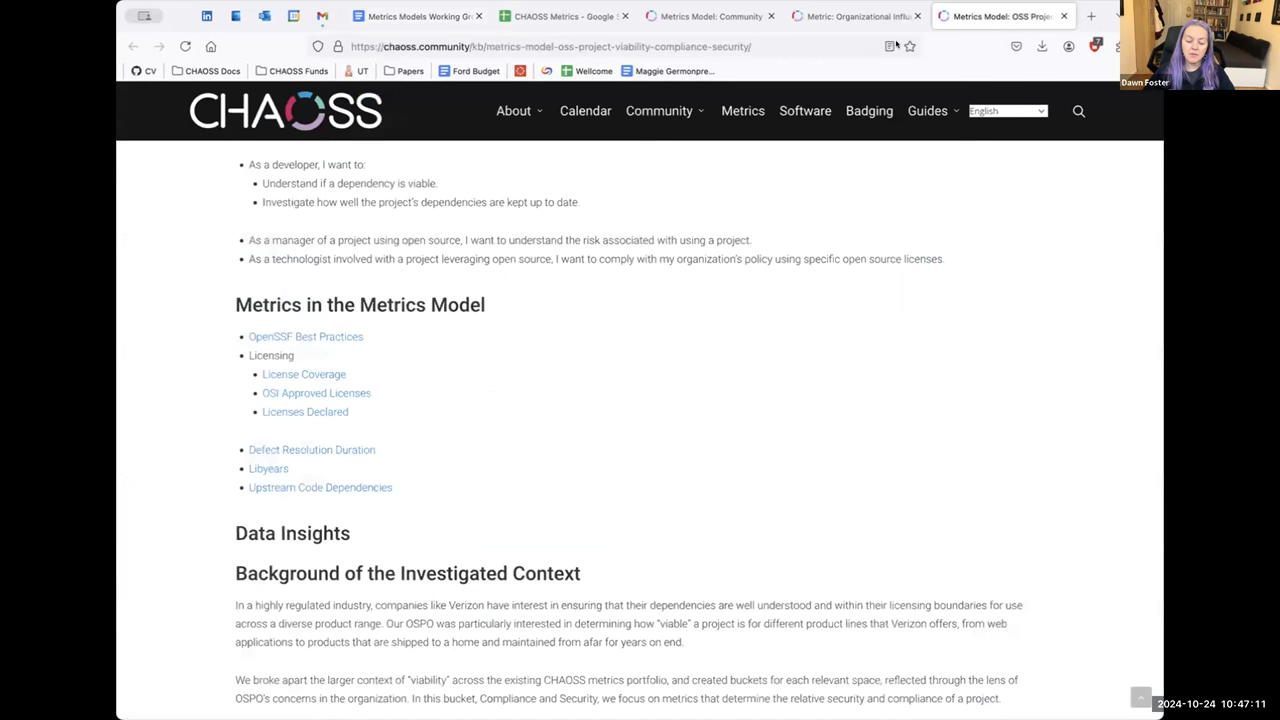 Metrics Models Working Gr
CHAOSS Metrics - Google S
Metrics Model: Community
Metric: Organizational Influ
Metrics Model: OSS Proje
https://chaoss.community/kb/metrics-model-oss-project-viability-compliance-security/
7
CV
CHAOSS Docs
CHAOSS Funds
UT
Papers
Ford Budget
Wellcome
Maggie Germonpre...
Dawn Foster
CHAOSS
About
Calendar
Community
Metrics
Software
Badging
Guides
English
• As a developer, I want to:
• Understand if a dependency is viable.
• Investigate how well the project's dependencies are kept up to date.
• As a manager of a project using open source, I want to understand the risk associated with using a project.
• As a technologist involved with a project leveraging open source, I want to comply with my organization's policy using specific open source licenses.
Metrics in the Metrics Model
• OpenSSF Best Practices
• Licensing
• License Coverage
• OSI Approved Licenses
• Licenses Declared
• Defect Resolution Duration
• Libyears
• Upstream Code Dependencies
Data Insights
Background of the Investigated Context
In a highly regulated industry, companies like Verizon have interest in ensuring that their dependencies are well understood and within their licensing boundaries for use
across a diverse product range. Our OSPO was particularly interested in determining how "viable" a project is for different product lines that Verizon offers, from web
applications to products that are shipped to a home and maintained from afar for years on end.
We broke apart the larger context of "viability" across the existing CHAOSS metrics portfolio, and created buckets for each relevant space, reflected through the lens of
OSPO's concerns in the organization. In this bucket, Compliance and Security, we focus on metrics that determine the relative security and compliance of a project.
2024-10-24 10:47:11